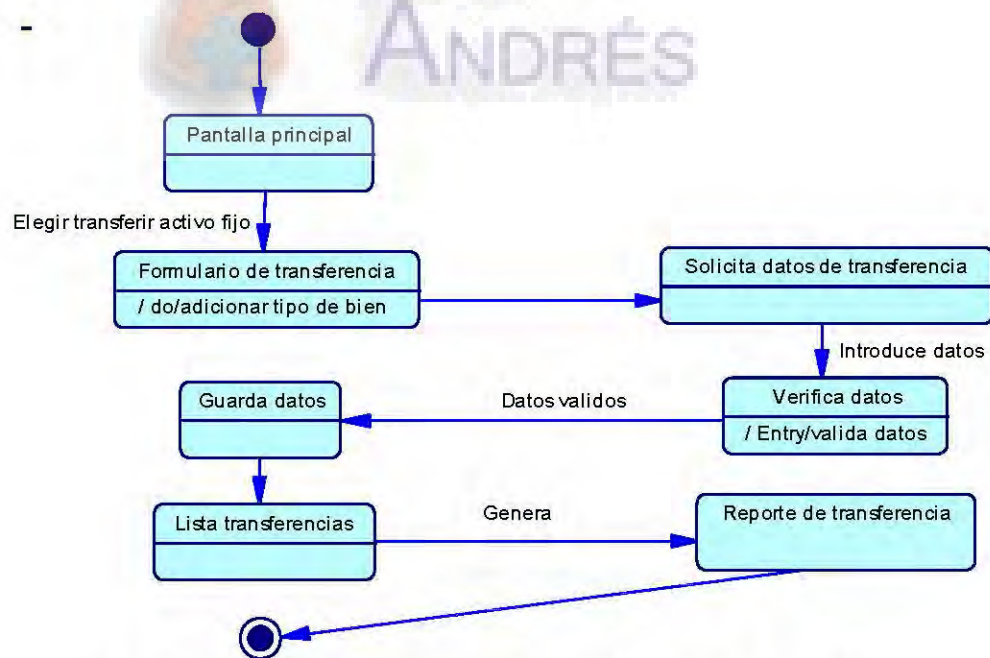 -
ANDRÉS
Pantalla principal
Elegir transferir activo fijo
Formulario de transferencia
/ do/adicionar tipo de bien
Solicita datos de transferencia
Introduce datos
Verifica datos
/ Entry/valida datos
Datos validos
Guarda datos
Lista transferencias
Genera
Reporte de transferencia